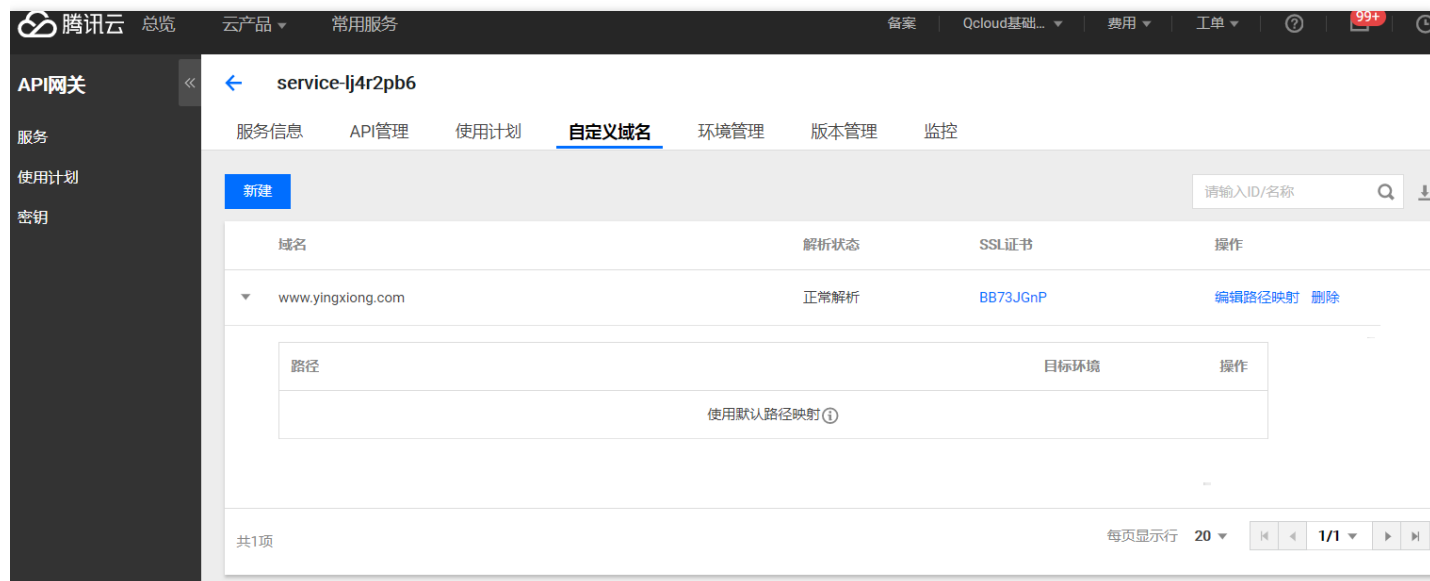 腾讯云 总览 云产品 常用服务 备案 Qcloud基础... 费用 工单 99+
API网关
服务
使用计划
密钥
service-lj4r2pb6
服务信息 API管理 使用计划 自定义域名 环境管理 版本管理 监控
新建 请输入ID/名称
域名 解析状态 SSL证书 操作
www.yingxiong.com 正常解析 BB73JGnP 编辑路径映射 删除
路径 目标环境 操作
使用默认路径映射
共1项 每页显示行 20 1/1